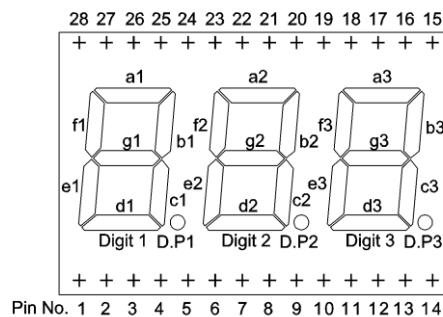 28 27 26 25 24 23 22 21 20 19 18 17 16 15
a1 a2 a3
f1 b1 f2 b2 f3 b3
g1 g2 g3
e1 c1 e2 c2 e3 c3
d1 d2 d3
Digit 1 D.P1 Digit 2 D.P2 Digit 3 D.P3
Pin No. 1 2 3 4 5 6 7 8 9 10 11 12 13 14